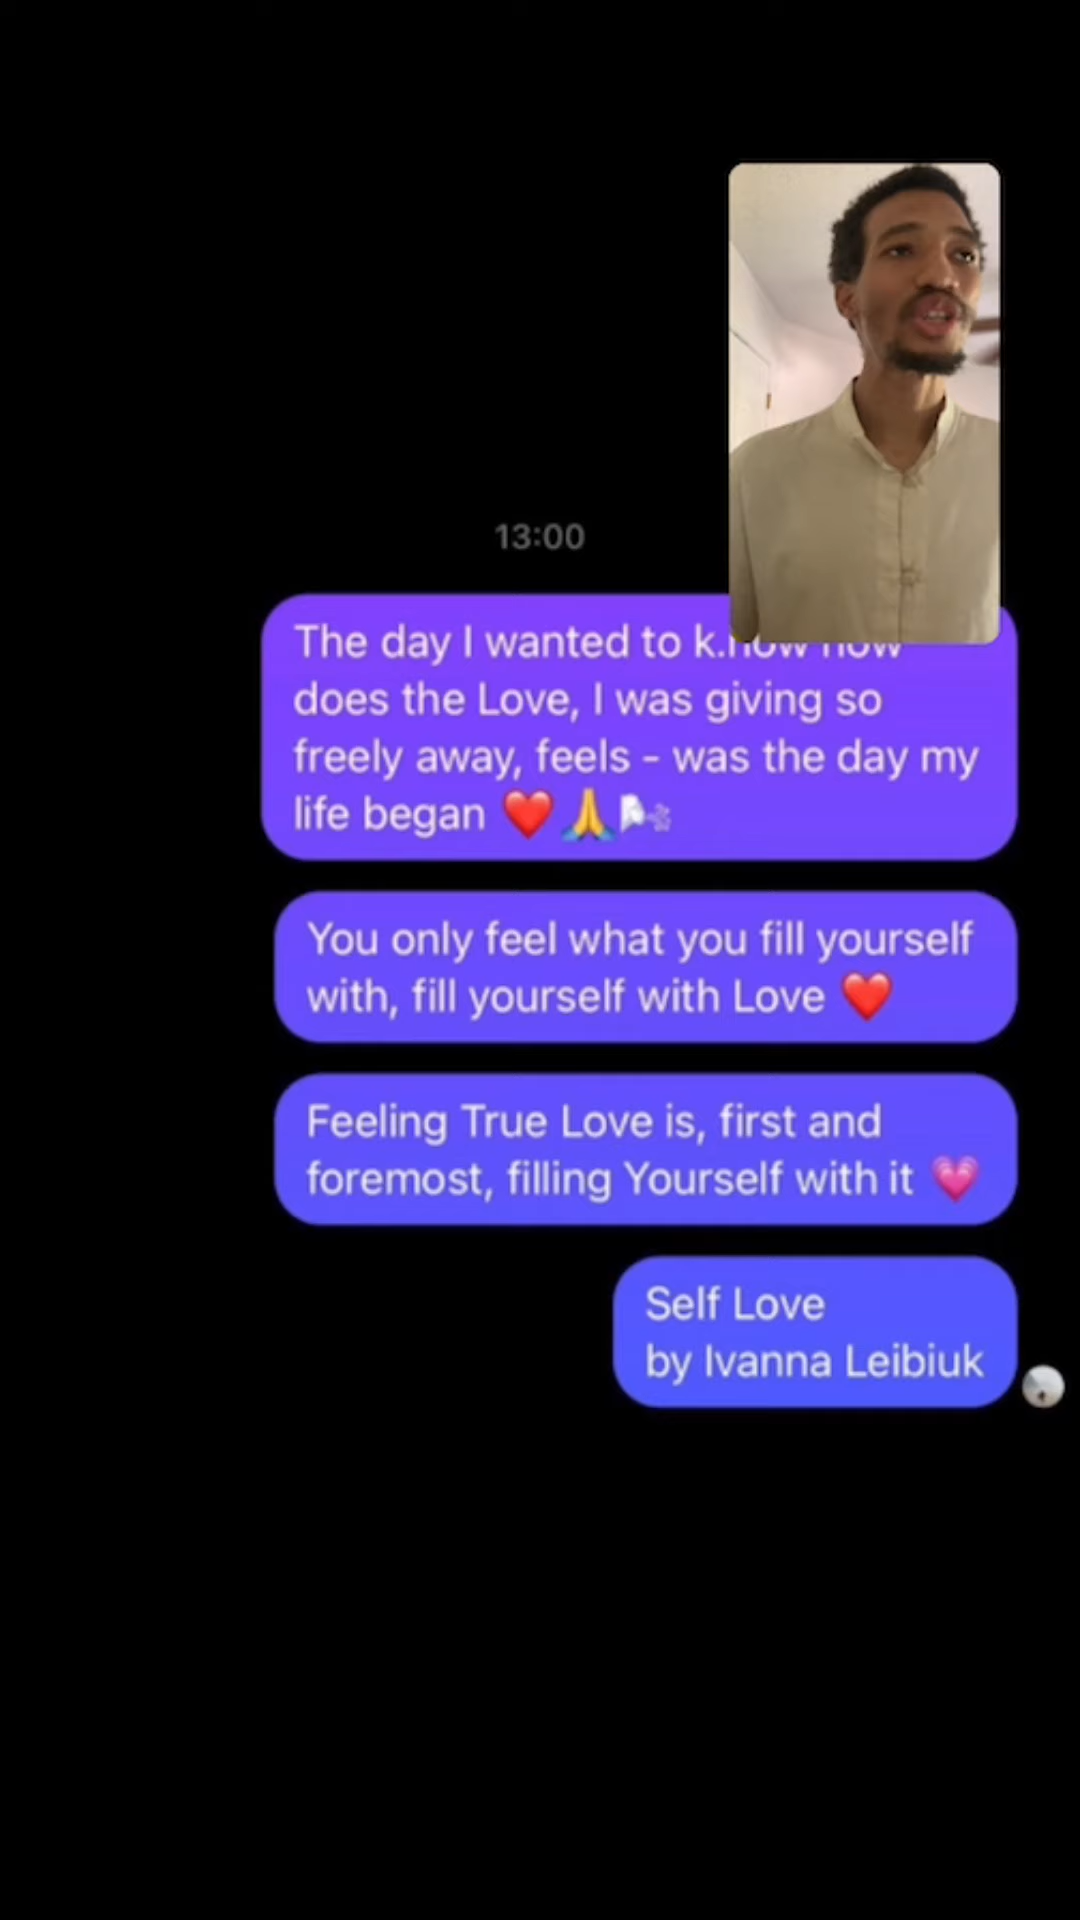 13:00
The day I wanted to k.now how
does the Love, I was giving so
freely away, feels - was the day my
life began ❤️🙏🌬️
You only feel what you fill yourself
with, fill yourself with Love ❤️
Feeling True Love is, first and
foremost, filling Yourself with it 💗
Self Love
by Ivanna Leibiuk